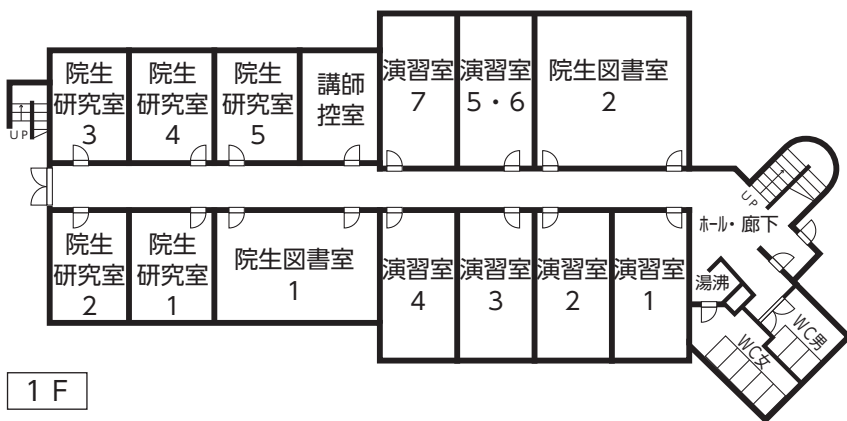 院生
研究室
3
院生
研究室
4
院生
研究室
5
講師
控室
演習室
7
演習室
5・6
院生図書室
2
UP
UP
ホール・廊下
院生
研究室
2
院生
研究室
1
院生図書室
1
演習室
4
演習室
3
演習室
2
演習室
1
湯沸
WC男
WC女
1F